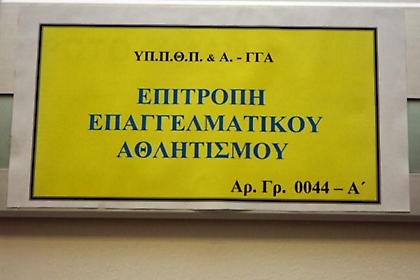 ΥΠ.Π.Θ.Π. & Α. - ΓΓΑ
ΕΠΙΤΡΟΠΗ
ΕΠΑΓΓΕΛΜΑΤΙΚΟΥ
ΑΘΛΗΤΙΣΜΟΥ
Αρ. Γρ. 0044 – Α΄